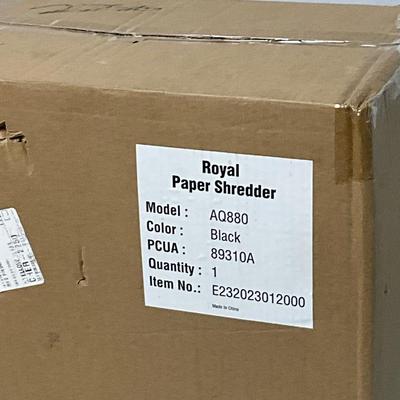 Royal
Paper Shredder
Model : AQ880
Color : Black
PCUA : 89310A
Quantity : 1
Item No.: E232023012000
Made in China